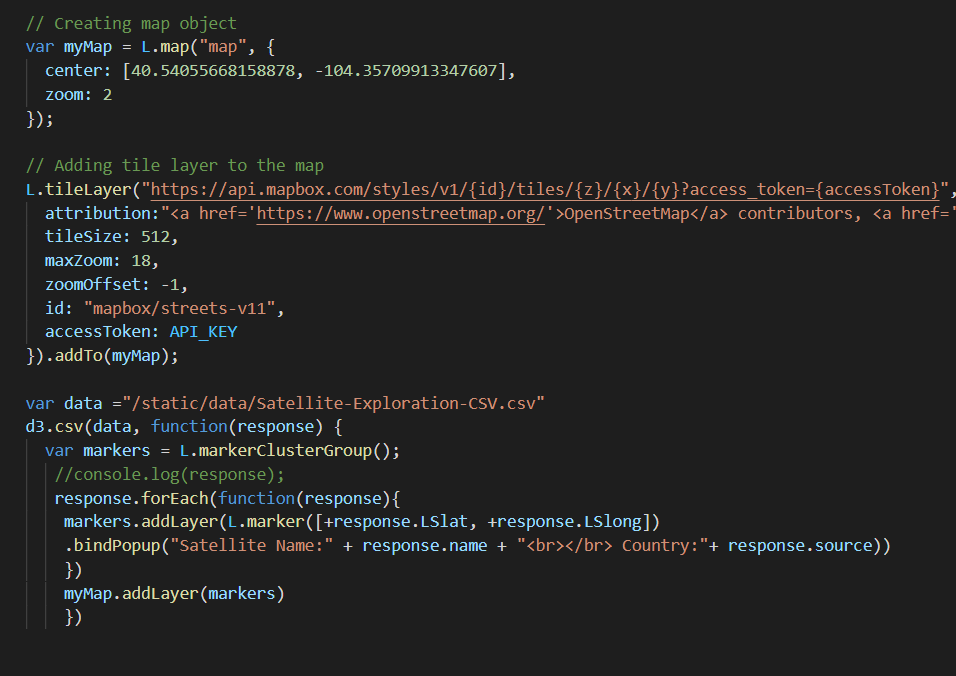 // Creating map object
var myMap = L.map("map", {
center: [40.54055668158878, -104.35709913347607],
zoom: 2
});
// Adding tile layer to the map
L.tileLayer("https://api.mapbox.com/styles/v1/{id}/tiles/{z}/{x}/{y}?access_token={accessToken}",
attribution:"<a href='https://www.openstreetmap.org/'>OpenStreetMap</a> contributors, <a href='
tileSize: 512,
maxZoom: 18,
zoomOffset: -1,
id: "mapbox/streets-v11",
accessToken: API_KEY
}).addTo(myMap);
var data ="/static/data/Satellite-Exploration-CSV.csv"
d3.csv(data, function(response) {
var markers = L.markerClusterGroup();
//console.log(response);
response.forEach(function(response){
markers.addLayer(L.marker([+response.LSlat, +response.LSlong])
.bindPopup("Satellite Name:" + response.name + "<br></br> Country:"+ response.source))
})
myMap.addLayer(markers)
})